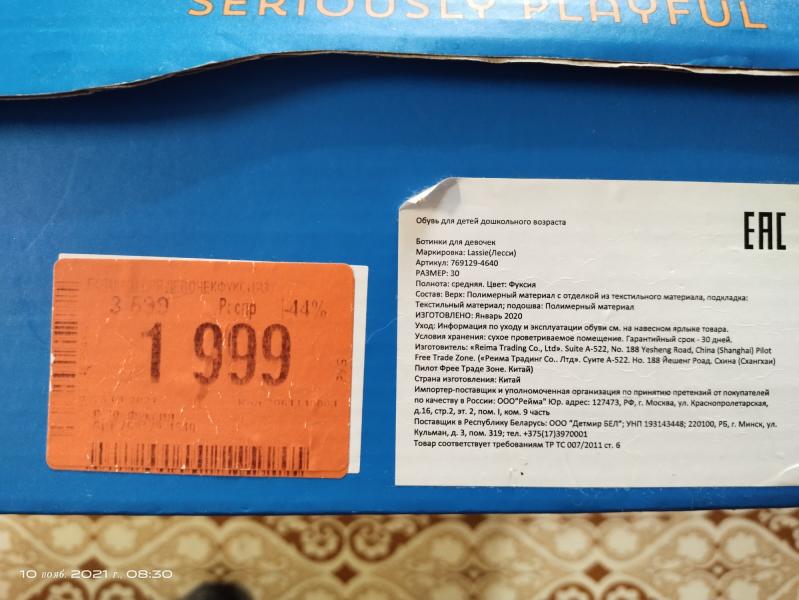 SERIOUSLY PLAYFUL
3 599 Распр -44%
1 999
EAC
Обувь для детей дошкольного возраста
Ботинки для девочек
Маркировка: Lassie(Лесси)
Артикул: 769129-4640
РАЗМЕР: 30
Полнота: средняя. Цвет: Фуксия
Состав: Верх: Полимерный материал с отделкой из текстильного материала, подкладка:
Текстильный материал; подошва: Полимерный материал
ИЗГОТОВЛЕНО: Январь 2020
Уход: Информация по уходу и эксплуатации обуви см. на навесном ярлыке товара.
Условия хранения: сухое проветриваемое помещение. Гарантийный срок - 30 дней.
Изготовитель: «Reima Trading Co., Ltd». Suite A-522, No. 188 Yesheng Road, China (Shanghai) Pilot
Free Trade Zone. («Реима Традинг Со.. Лтд». Суите А-522. Но. 188 Йешенг Роад. Схина (Схангхаи)
Пилот Фрее Траде Зоне. Китай)
Страна изготовления: Китай
Импортер-поставщик и уполномоченная организация по принятию претензий от покупателей
по качеству в России: ООО"Рейма" Юр. адрес: 127473, РФ, г. Москва, ул. Краснопролетарская,
д.16, стр.2, эт. 2, пом. I, ком. 9 часть
Поставщик в Республику Беларусь: ООО "Детмир БЕЛ"; УНП 193143448; 220100, РБ, г. Минск, ул.
Кульман, д. 3, пом. 319; тел. +375(17)3970001
Товар соответствует требованиям ТР ТС 007/2011 ст. 6
10 нояб. 2021 г., 08:30